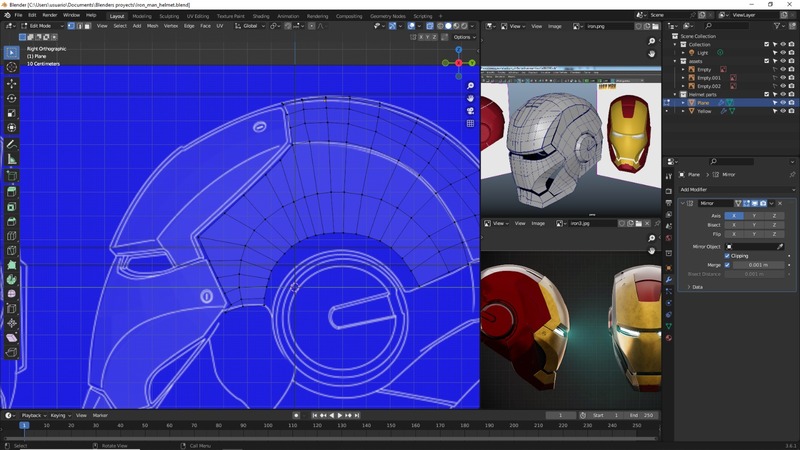 Blender [C:\Users\usuario\Documents\Blenders proyects\Iron_man_helmet.blend]
File Edit Render Window Help Layout Modeling Sculpting UV Editing Texture Paint Shading Animation Rendering Compositing Geometry Nodes Scripting
Scene ViewLayer
Edit Mode View Select Add Mesh Vertex Edge Face UV Global
X Y Z Options
Right Orthographic
(1) Plane
10 Centimeters
View View Image iron.png
View View Image iron2.jpg
Scene Collection
Collection
Light
assets
Empty
Empty.001
Empty.002
Helmet parts
Plane
Yellow
Plane Mirror
Add Modifier
Mirror
Axis X Y Z
Bisect X Y Z
Flip X Y Z
Mirror Object
Clipping
Merge 0.001 m
Bisect Distance 0.001 m
Data
Playback Keying View Marker
1 Start 1 End 250
1 10 20 30 40 50 60 70 80 90 100 110 120 130 140 150 160 170 180 190 200 210 220 230 240 250
Select Rotate View Call Menu
3.6.1